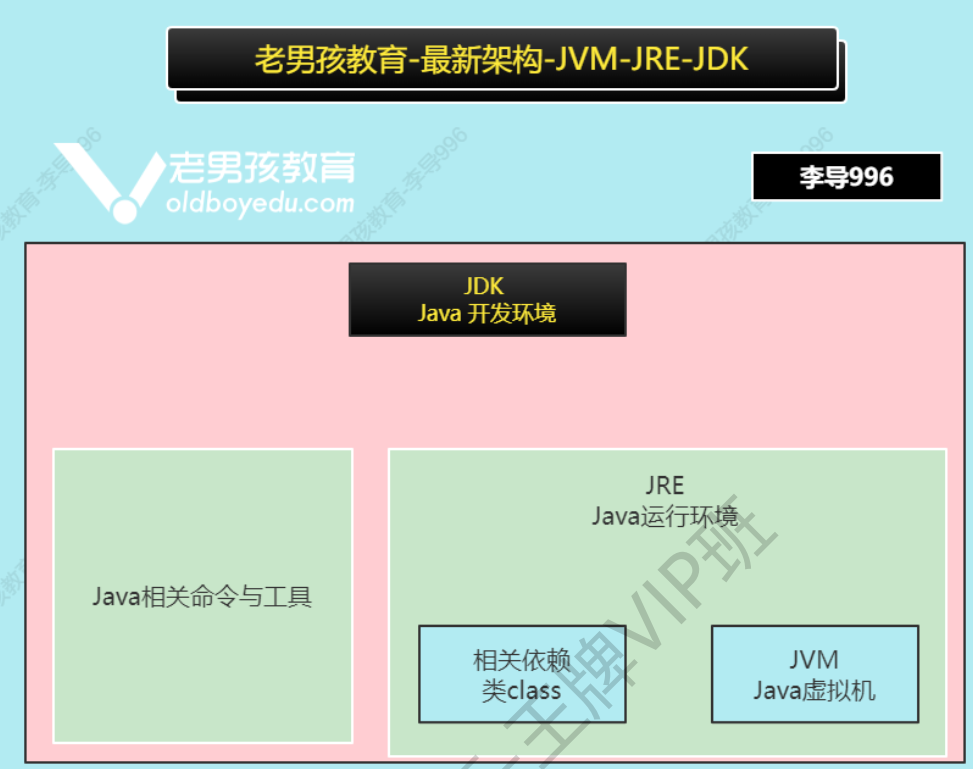 老男孩教育-最新架构-JVM-JRE-JDK
老男孩教育
oldboyedu.com
李导996
JDK
Java 开发环境
JRE
Java运行环境
Java相关命令与工具
相关依赖
类class
JVM
Java虚拟机
王牌VIP班